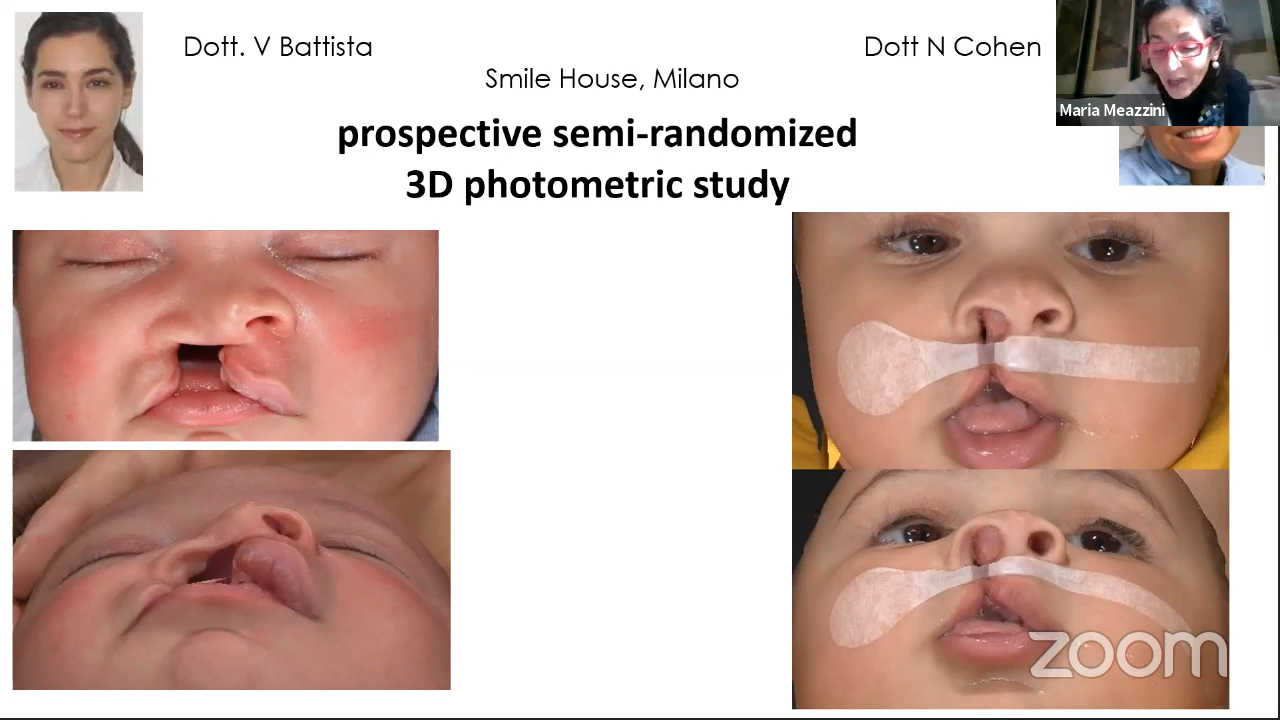 Dott. V Battista
Dott N Cohen
Smile House, Milano
Maria Meazzini
prospective semi-randomized
3D photometric study
zoom